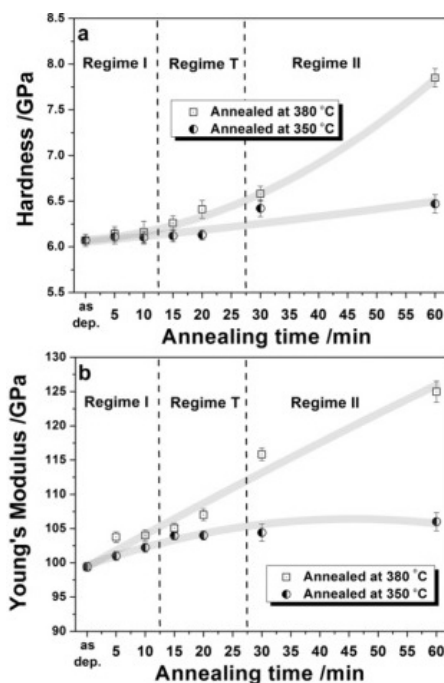 8.5
a
8.0
Regime I
Regime T
Regime II
Annealed at 380 °C
Annealed at 350 °C
7.5
7.0
6.5
6.0
5.5
Hardness /GPa
as dep.
5 10 15 20 25 30 35 40 45 50 55 60
Annealing time /min
130
b
125
Regime I
Regime T
Regime II
120
115
110
105
100
95
90
Young's Modulus /GPa
Annealed at 380 °C
Annealed at 350 °C
as dep.
5 10 15 20 25 30 35 40 45 50 55 60
Annealing time /min